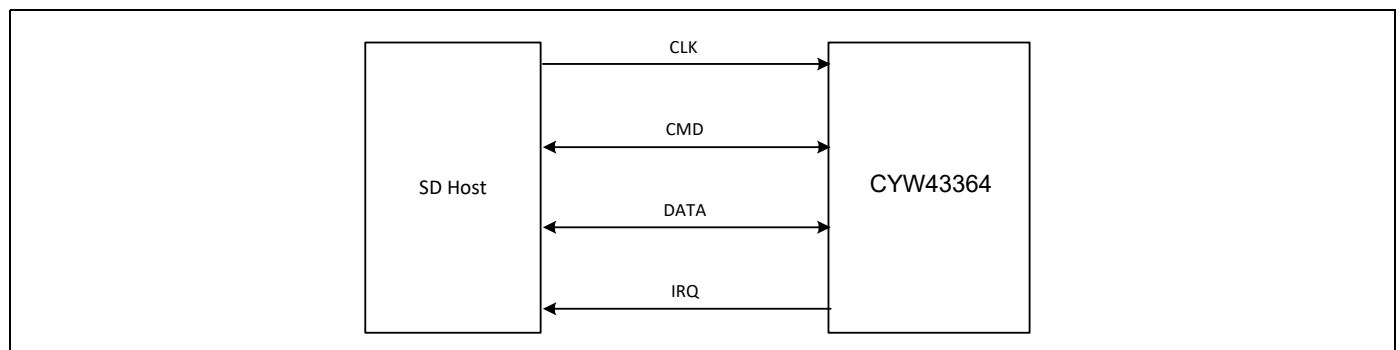 CLK
CMD
SD Host
CYW43364
DATA
IRQ